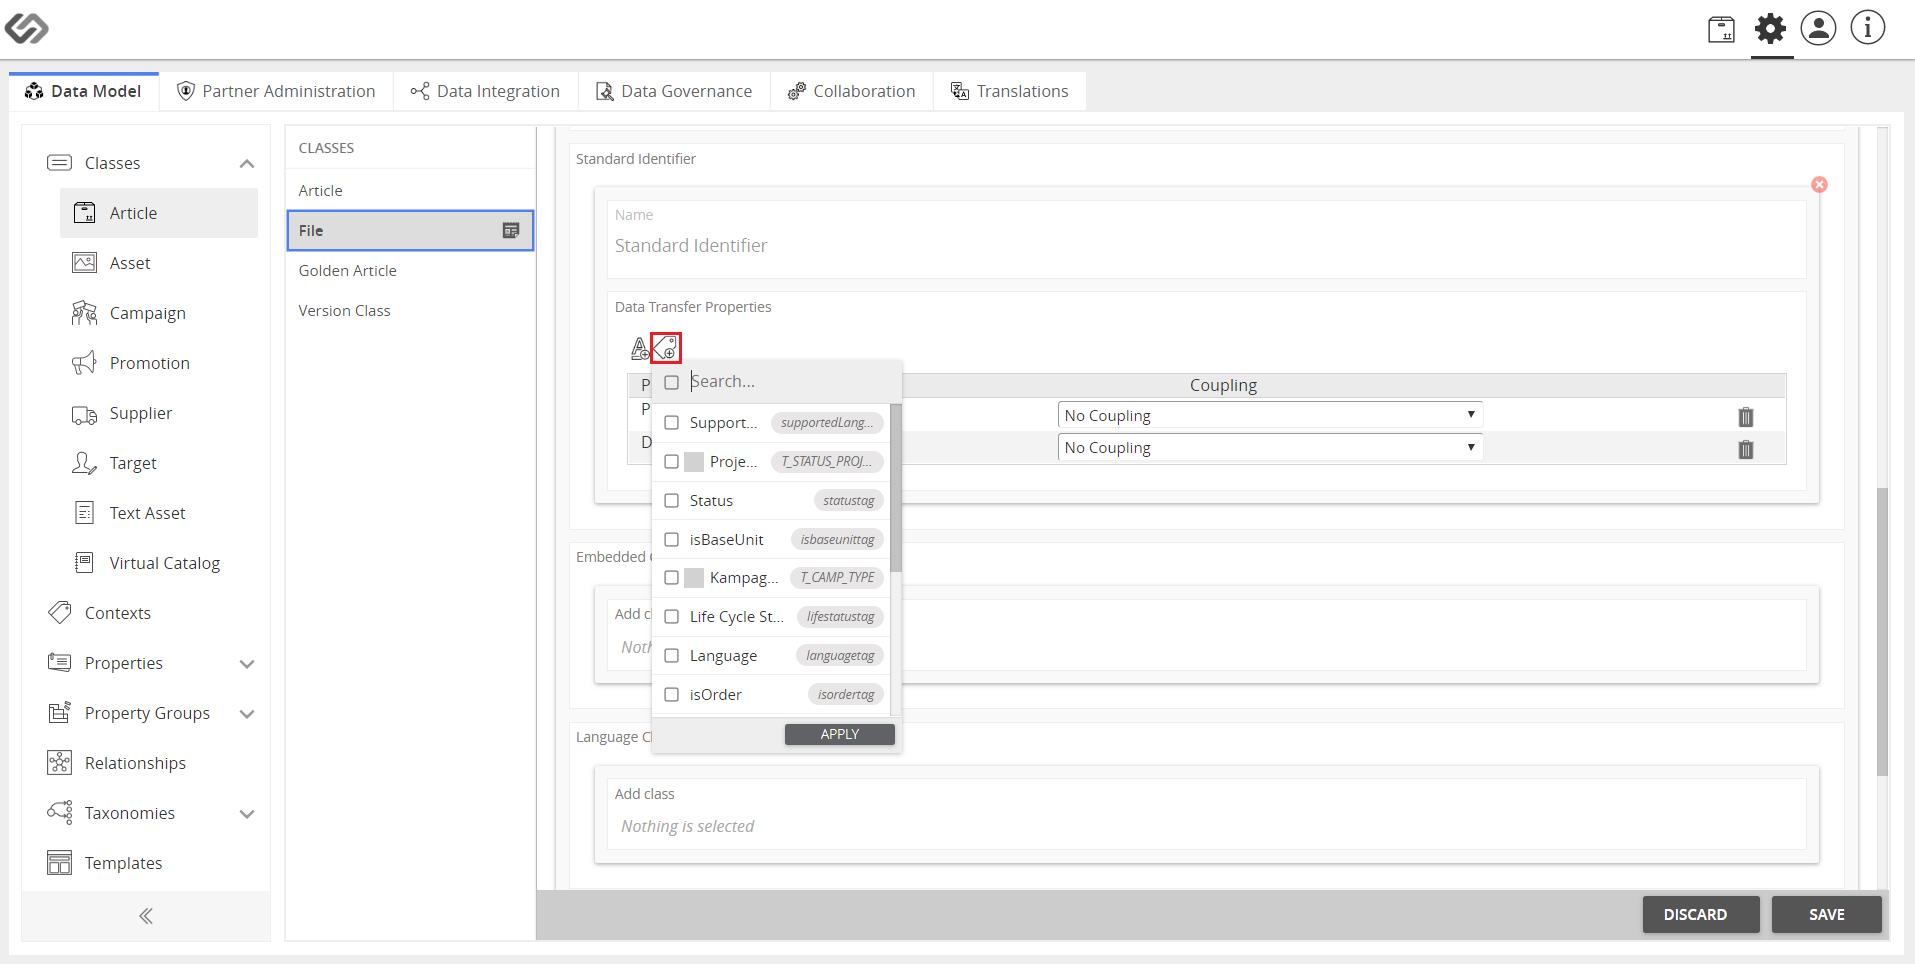 Data Model
Partner Administration
Data Integration
Data Governance
Collaboration
Translations
Classes
Article
Asset
Campaign
Promotion
Supplier
Target
Text Asset
Virtual Catalog
Contexts
Properties
Property Groups
Relationships
Taxonomies
Templates
CLASSES
Article
File
Golden Article
Version Class
Standard Identifier
Name
Standard Identifier
Data Transfer Properties
P
Coupling
P
No Coupling
D
No Coupling
Search...
Support... supportedLang...
Proje... T_STATUS_PROJ...
Status statustag
isBaseUnit isbaseunittag
Kampag... T_CAMP_TYPE
Life Cycle St... lifestatustag
Language languagetag
isOrder isordertag
APPLY
Embedded
Add c
Noth
Language Cl
Add class
Nothing is selected
DISCARD
SAVE